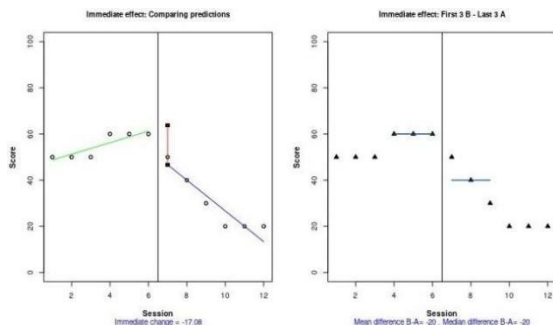 Immediate effect: Comparing predictions
Score
100
80
60
40
20
0
2 4 6 8 10 12
Session
Immediate change = -17.08
Immediate effect: First 3 B - Last 3 A
Score
100
80
60
40
20
0
2 4 6 8 10 12
Session
Mean difference B-A= -20 . Median difference B-A= -20